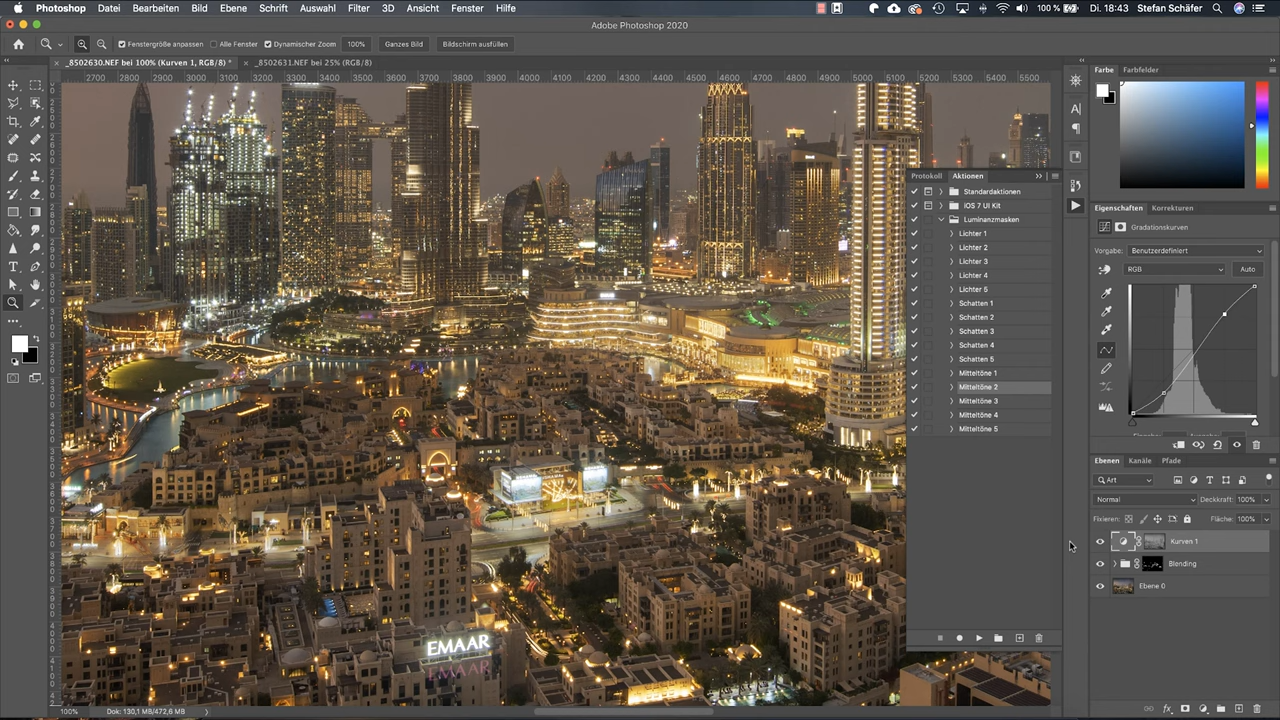 Photoshop Datei Bearbeiten Bild Ebene Schrift Auswahl Filter 3D Ansicht Fenster Hilfe 100 % Di. 18:43 Stefan Schäfer
Adobe Photoshop 2020
Fenstergröße anpassen Alle Fenster Dynamischer Zoom 100% Ganzes Bild Bildschirm ausfüllen
_8502630.NEF bei 100% (Kurven 1, RGB/8) * _8502631.NEF bei 25% (RGB/8)
2700 2800 2900 3000 3100 3200 3300 3400 3500 3600 3700 3800 3900 4000 4100 4200 4300 4400 4500 4600 4700 4800 4900 5000 5100 5200 5300 5400 5500
Farbe Farbfelder
Protokoll Aktionen
Standardaktionen
iOS 7 UI Kit
Luminanzmasken
Lichter 1
Lichter 2
Lichter 3
Lichter 4
Lichter 5
Schatten 1
Schatten 2
Schatten 3
Schatten 4
Schatten 5
Mitteltöne 1
Mitteltöne 2
Mitteltöne 3
Mitteltöne 4
Mitteltöne 5
Eigenschaften Korrekturen
Gradationskurven
Vorgabe: Benutzerdefiniert
RGB Auto
Ebenen Kanäle Pfade
Art
Normal Deckkraft: 100%
Fixieren: Fläche: 100%
Kurven 1
Blending
Ebene 0
EMAAR
100% Dok: 130,1 MB/472,6 MB